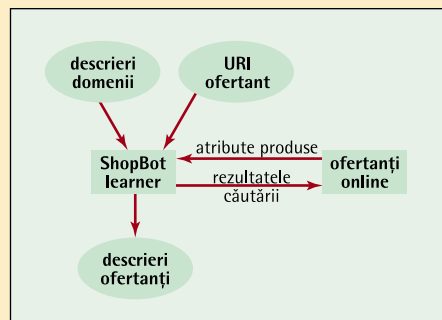 descrieri
domenii
URI
ofertant
atribute produse
ShopBot
learner
ofertanți
online
rezultatele
căutării
descrieri
ofertanți